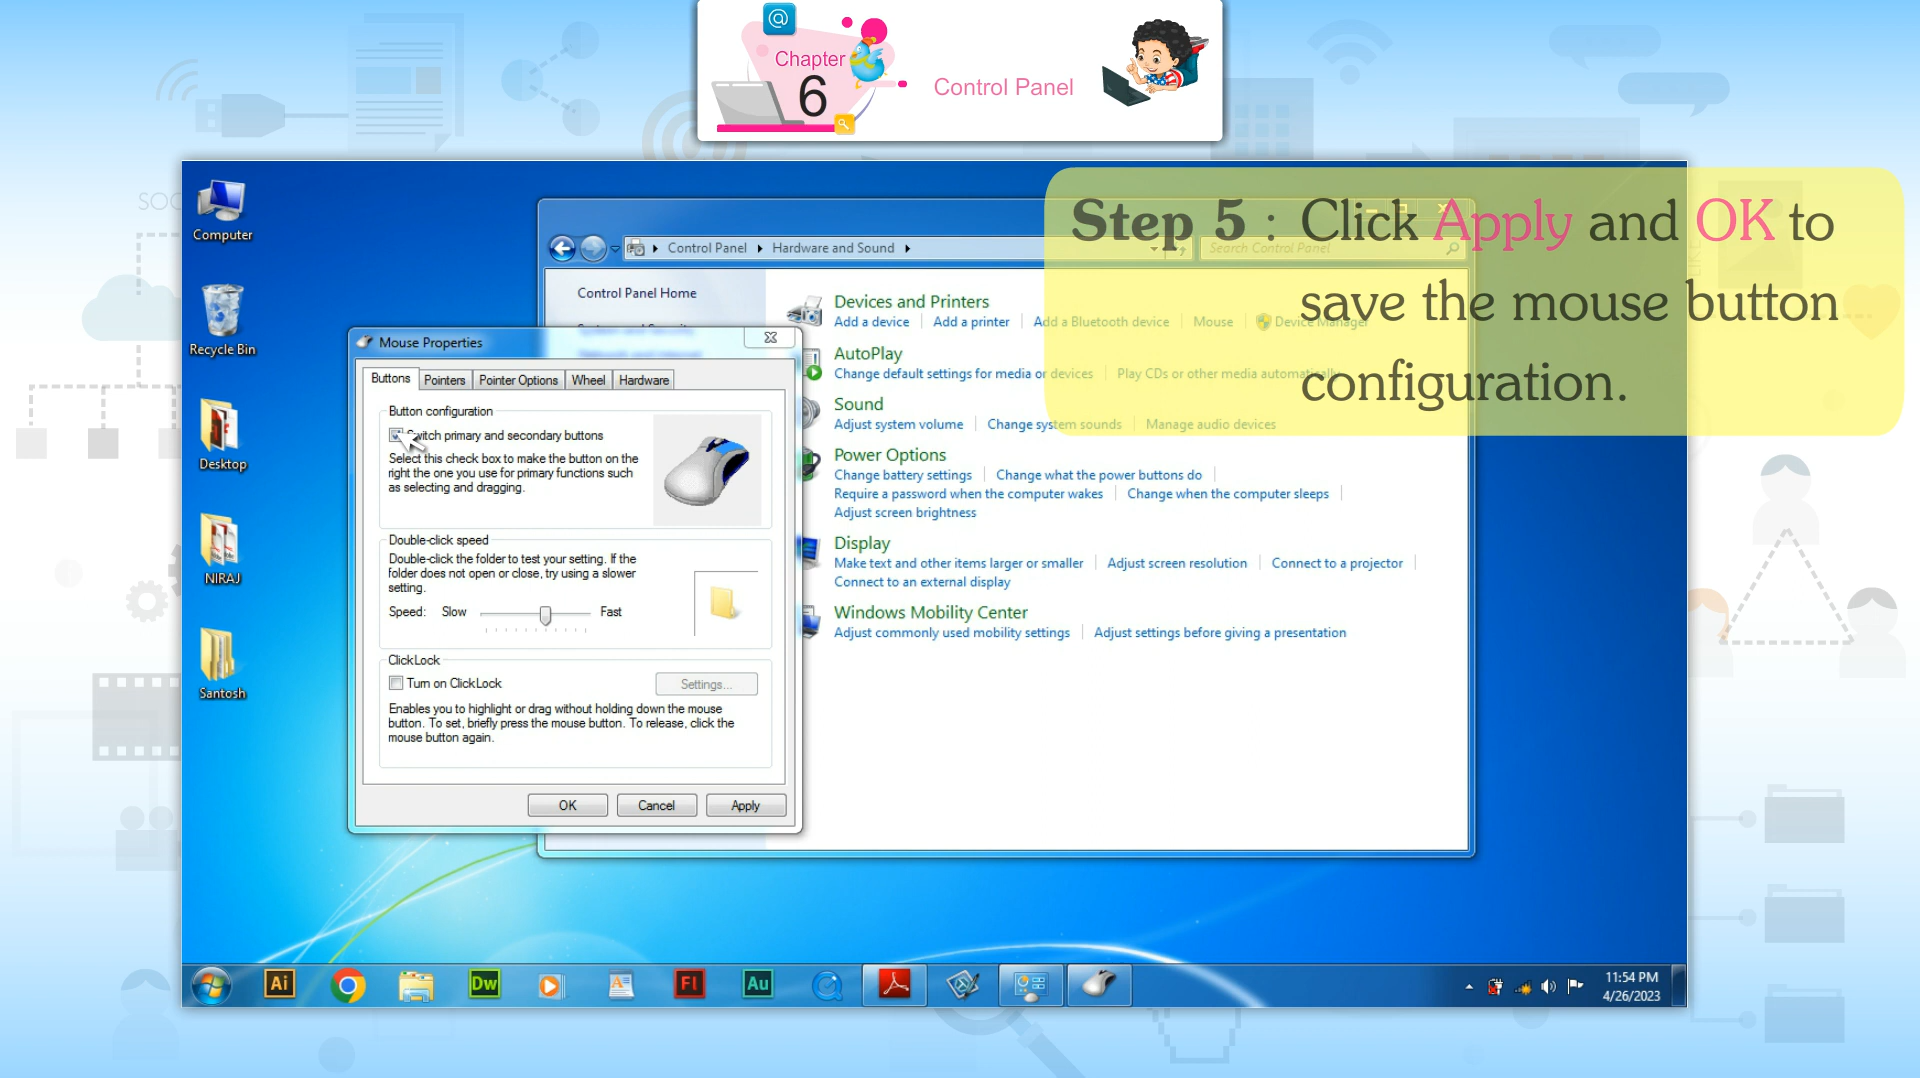 @
Chapter
6
Control Panel
Step 5 : Click Apply and OK to
save the mouse button
configuration.
Computer
Recycle Bin
Desktop
NIRAJ
Santosh
Control Panel Hardware and Sound
Search Control Panel
Control Panel Home
Devices and Printers
Add a device Add a printer Add a Bluetooth device Mouse Device Manager
AutoPlay
Change default settings for media or devices Play CDs or other media automatically
Sound
Adjust system volume Change system sounds Manage audio devices
Power Options
Change battery settings Change what the power buttons do
Require a password when the computer wakes Change when the computer sleeps
Adjust screen brightness
Display
Make text and other items larger or smaller Adjust screen resolution Connect to a projector
Connect to an external display
Windows Mobility Center
Adjust commonly used mobility settings Adjust settings before giving a presentation
Mouse Properties
Buttons Pointers Pointer Options Wheel Hardware
Button configuration
Switch primary and secondary buttons
Select this check box to make the button on the
right the one you use for primary functions such
as selecting and dragging.
Double-click speed
Double-click the folder to test your setting. If the
folder does not open or close, try using a slower
setting.
Speed: Slow Fast
ClickLock
Turn on ClickLock
Settings...
Enables you to highlight or drag without holding down the mouse
button. To set, briefly press the mouse button. To release, click the
mouse button again.
OK Cancel Apply
Ai Dw Fl Au
11:54 PM
4/26/2023